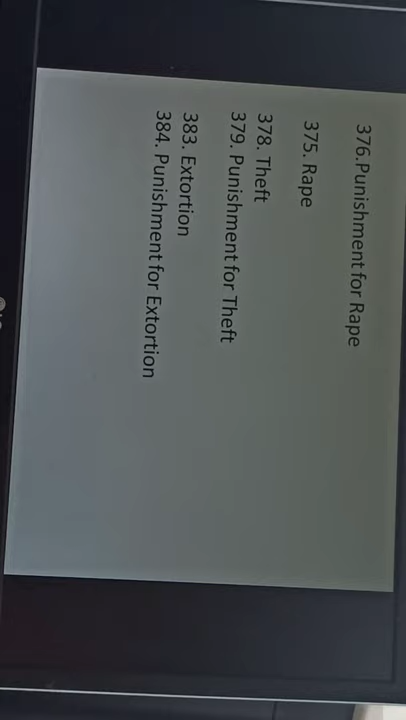 376.Punishment for Rape
375. Rape
378. Theft
379. Punishment for Theft
383. Extortion
384. Punishment for Extortion